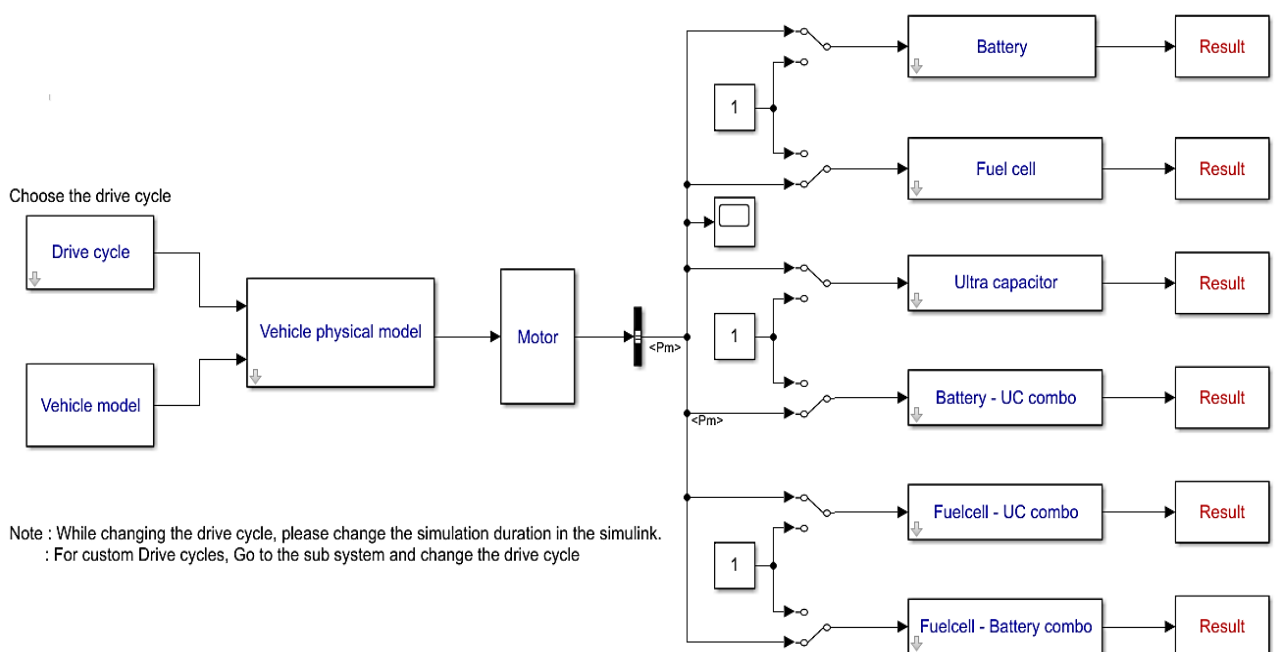 Battery
Result
1
Fuel cell
Result
Choose the drive cycle
Drive cycle
Ultra capacitor
Result
Vehicle physical model
Motor
<Pm>
1
Vehicle model
Battery - UC combo
Result
<Pm>
Fuelcell - UC combo
Result
Note : While changing the drive cycle, please change the simulation duration in the simulink.
: For custom Drive cycles, Go to the sub system and change the drive cycle
1
Fuelcell - Battery combo
Result